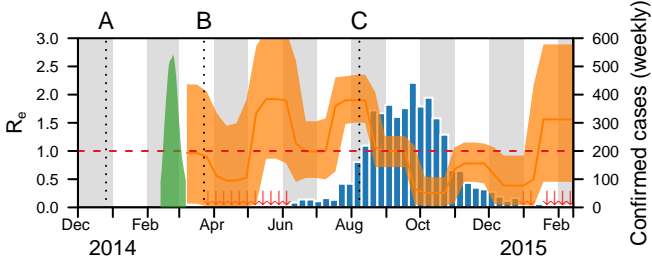 A B C
3.0 600
2.5 500
2.0 400
1.5 300
1.0 200
0.5 100
0.0 0
Re
Confirmed cases (weekly)
Dec Feb Apr Jun Aug Oct Dec Feb
2014 2015